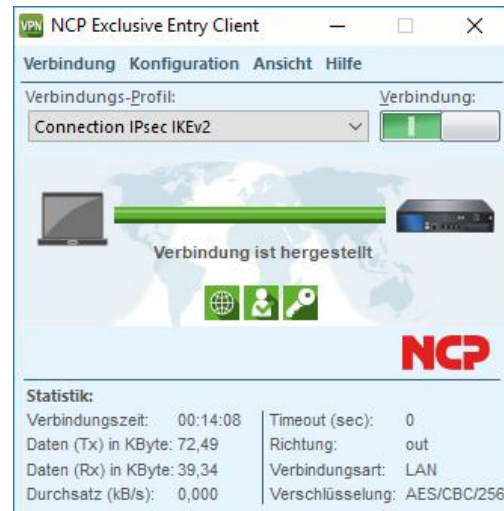 VPN NCP Exclusive Entry Client
Verbindung Konfiguration Ansicht Hilfe
Verbindungs-Profil: Verbindung:
Connection IPsec IKEv2
Verbindung ist hergestellt
NCP
Statistik:
Verbindungszeit: 00:14:08 Timeout (sec): 0
Daten (Tx) in KByte: 72,49 Richtung: out
Daten (Rx) in KByte: 39,34 Verbindungsart: LAN
Durchsatz (kB/s): 0,000 Verschlüsselung: AES/CBC/256